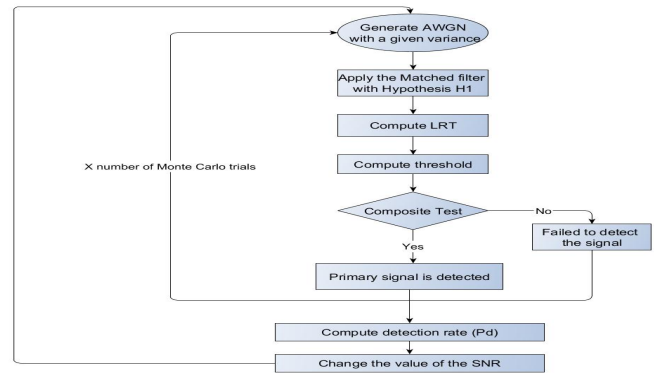 Generate AWGN
with a given variance
Apply the Matched filter
with Hypothesis H1
Compute LRT
Compute threshold
X number of Monte Carlo trials
Composite Test
No
Failed to detect
the signal
Yes
Primary signal is detected
Compute detection rate (Pd)
Change the value of the SNR